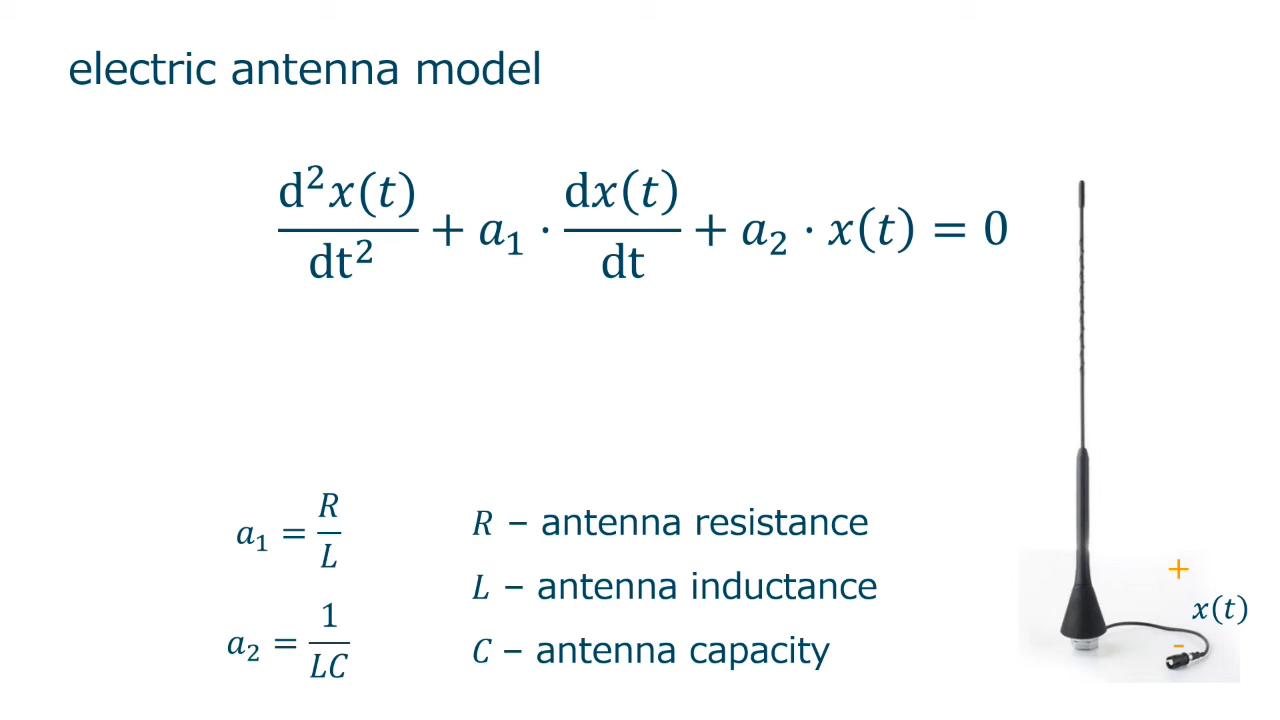 electric antenna model
d²x(t)/dt² + a₁ · dx(t)/dt + a₂ · x(t) = 0
a₁ = R/L
R – antenna resistance
L – antenna inductance
a₂ = 1/LC
C – antenna capacity
+
x(t)
-